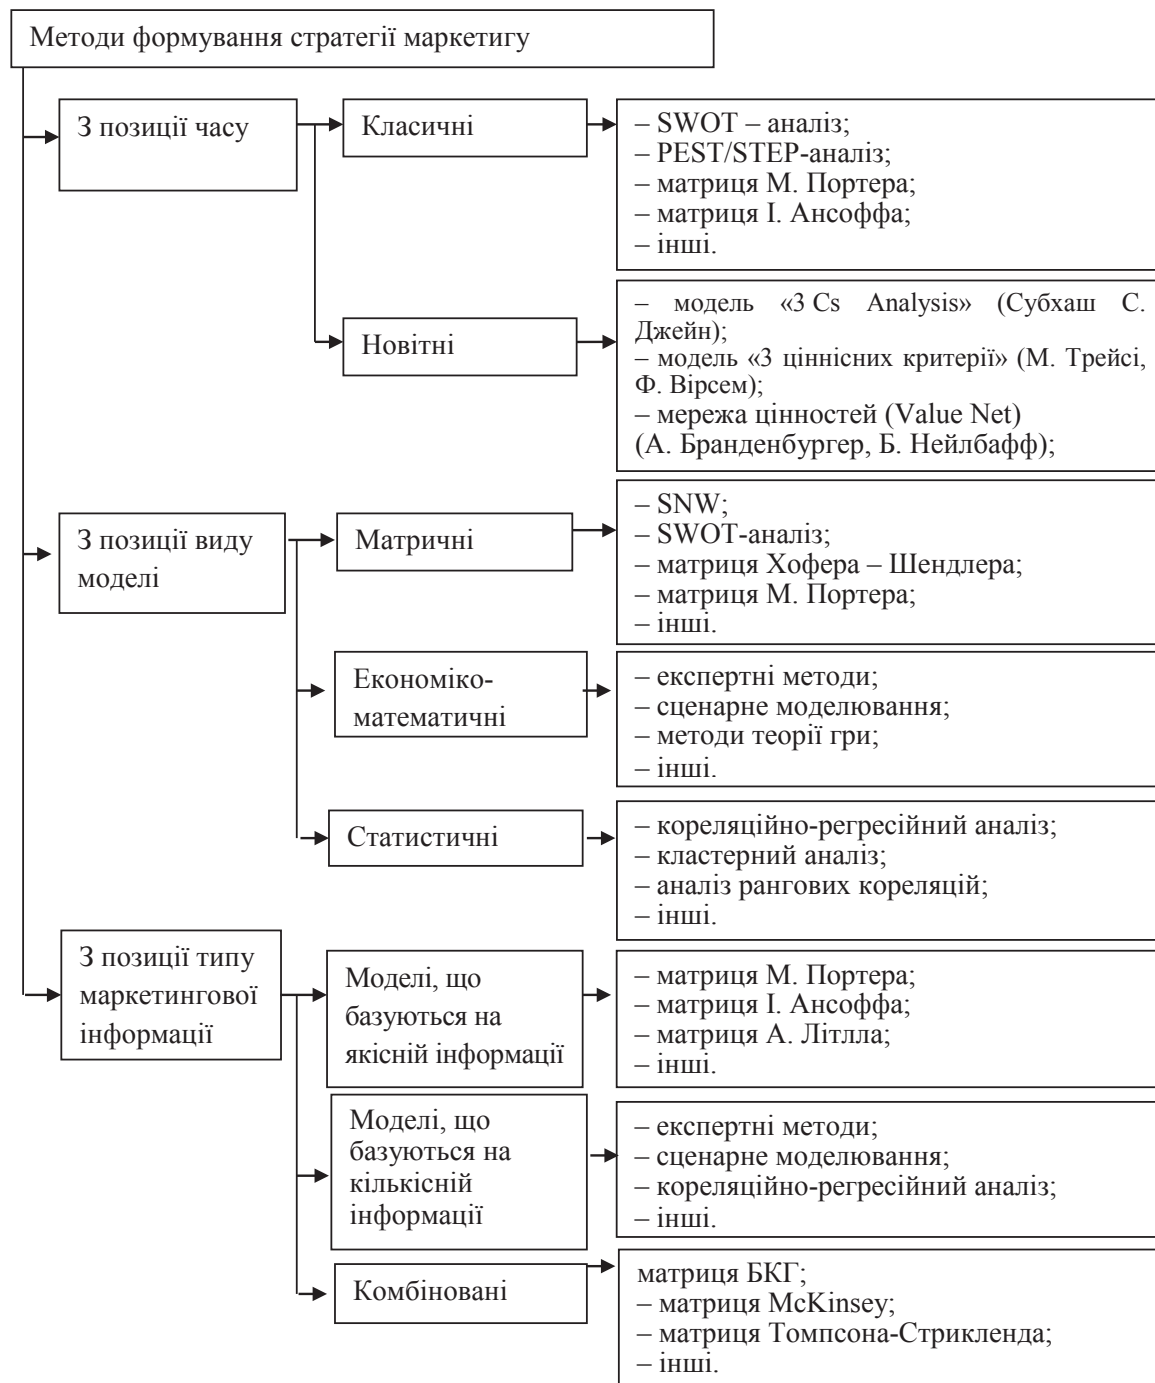 Методи формування стратегії маркетигу
З позиції часу
Класичні
– SWOT – аналіз;
– PEST/STEP-аналіз;
– матриця М. Портера;
– матриця І. Ансоффа;
– інші.
Новітні
– модель «3 Cs Analysis» (Субхаш С.
Джейн);
– модель «3 ціннісних критерії» (М. Трейсі,
Ф. Вірсем);
– мережа цінностей (Value Net)
(А. Бранденбургер, Б. Нейлбафф);
З позиції виду
моделі
Матричні
– SNW;
– SWOT-аналіз;
– матриця Хофера – Шендлера;
– матриця М. Портера;
– інші.
Економіко-
математичні
– експертні методи;
– сценарне моделювання;
– методи теорії гри;
– інші.
Статистичні
– кореляційно-регресійний аналіз;
– кластерний аналіз;
– аналіз рангових кореляцій;
– інші.
З позиції типу
маркетингової
інформації
Моделі, що
базуються на
якісній інформації
– матриця М. Портера;
– матриця І. Ансоффа;
– матриця А. Літлла;
– інші.
Моделі, що
базуються на
кількісній
інформації
– експертні методи;
– сценарне моделювання;
– кореляційно-регресійний аналіз;
– інші.
Комбіновані
матриця БКГ;
– матриця McKinsey;
– матриця Томпсона-Стрикленда;
– інші.